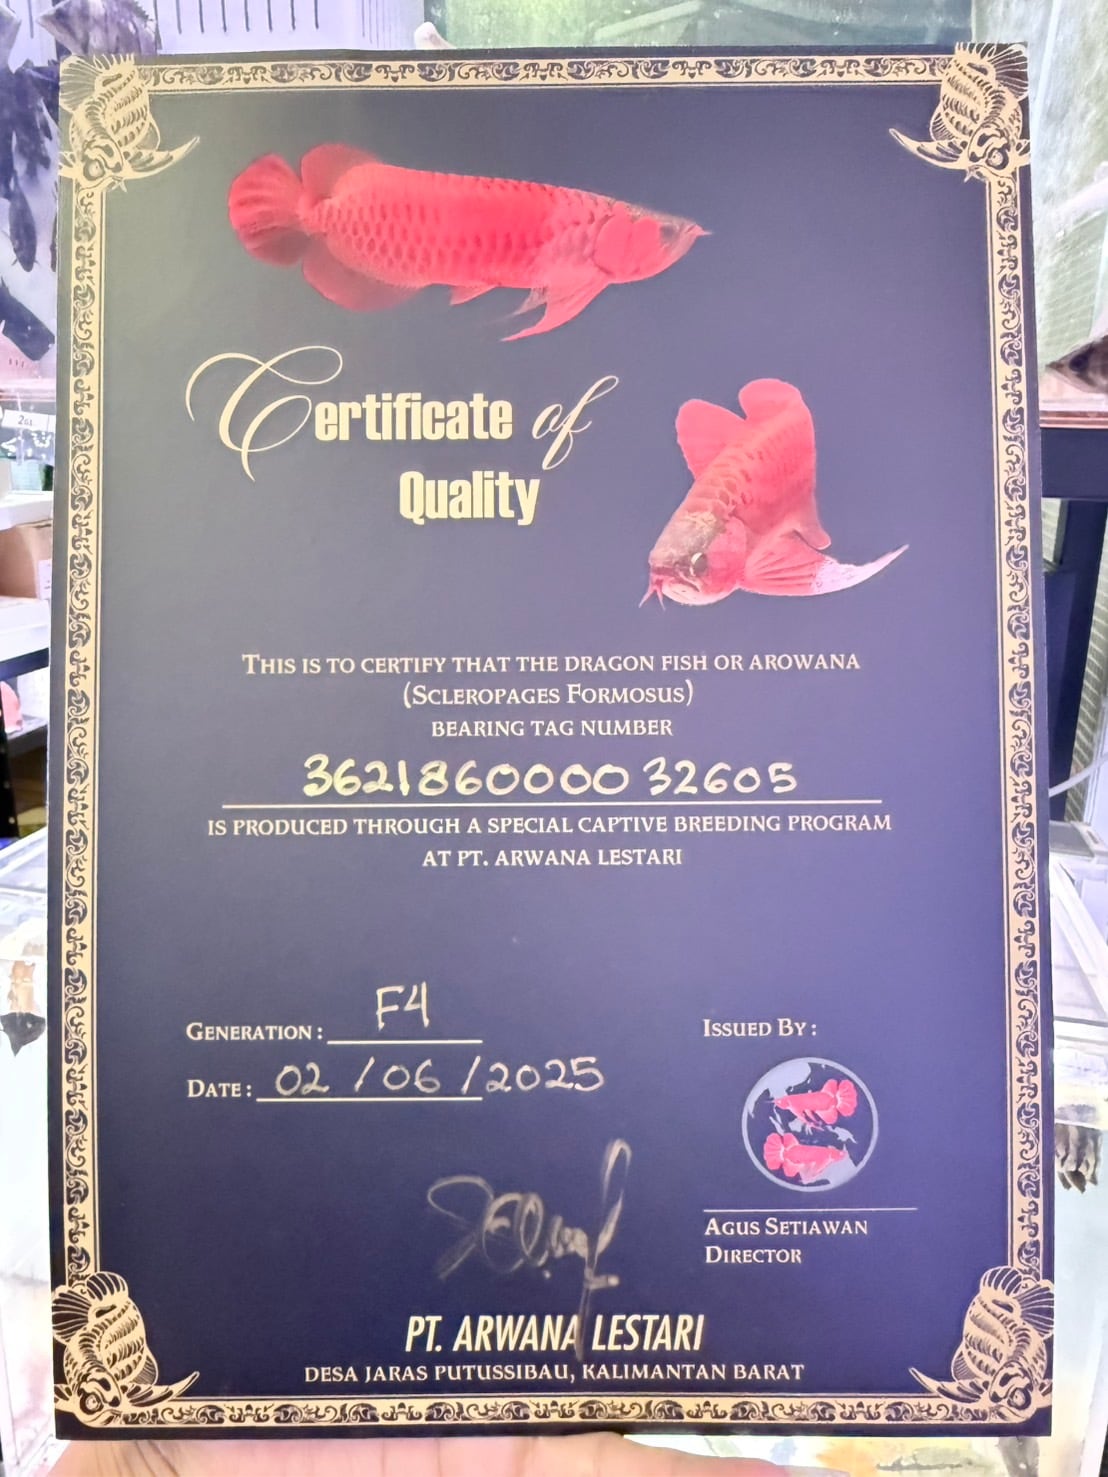 Certificate of
Quality
THIS IS TO CERTIFY THAT THE DRAGON FISH OR AROWANA
(SCLEROPAGES FORMOSUS)
BEARING TAG NUMBER
362186000032605
IS PRODUCED THROUGH A SPECIAL CAPTIVE BREEDING PROGRAM
AT PT. ARWANA LESTARI
GENERATION : F4
DATE : 02 / 06 / 2025
ISSUED BY :
AGUS SETIAWAN
DIRECTOR
PT. ARWANA LESTARI
DESA JARAS PUTUSSIBAU, KALIMANTAN BARAT